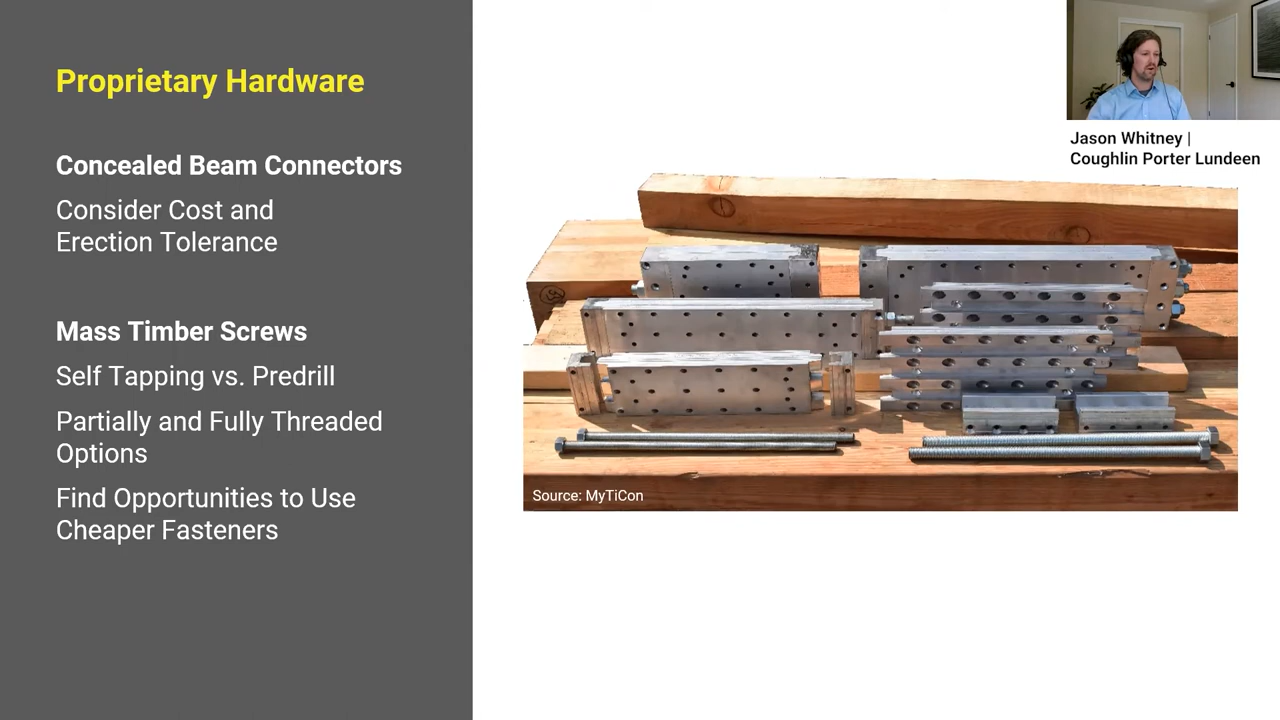 Proprietary Hardware
Concealed Beam Connectors
Consider Cost and
Erection Tolerance
Mass Timber Screws
Self Tapping vs. Predrill
Partially and Fully Threaded
Options
Find Opportunities to Use
Cheaper Fasteners
Jason Whitney |
Coughlin Porter Lundeen
Source: MyTiCon